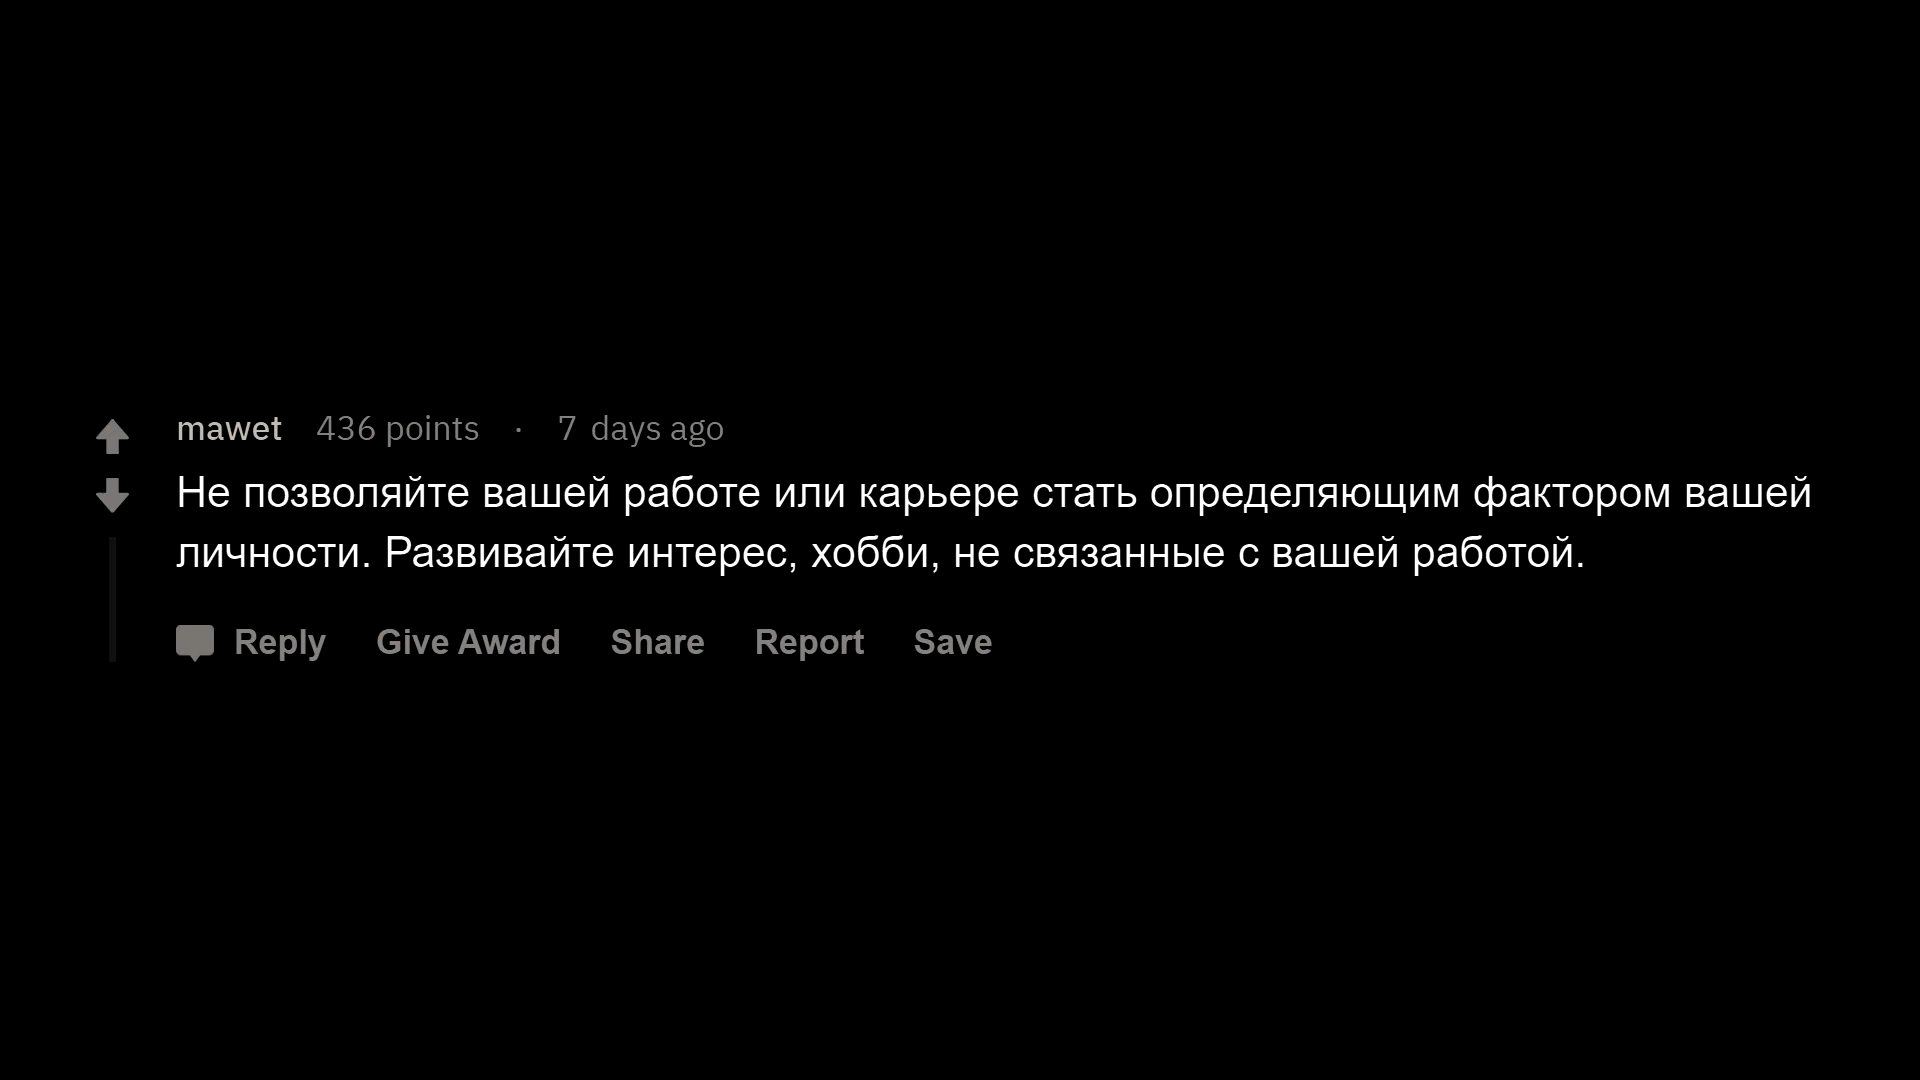 mawet 436 points · 7 days ago
Не позволяйте вашей работе или карьере стать определяющим фактором вашей
личности. Развивайте интерес, хобби, не связанные с вашей работой.
Reply Give Award Share Report Save